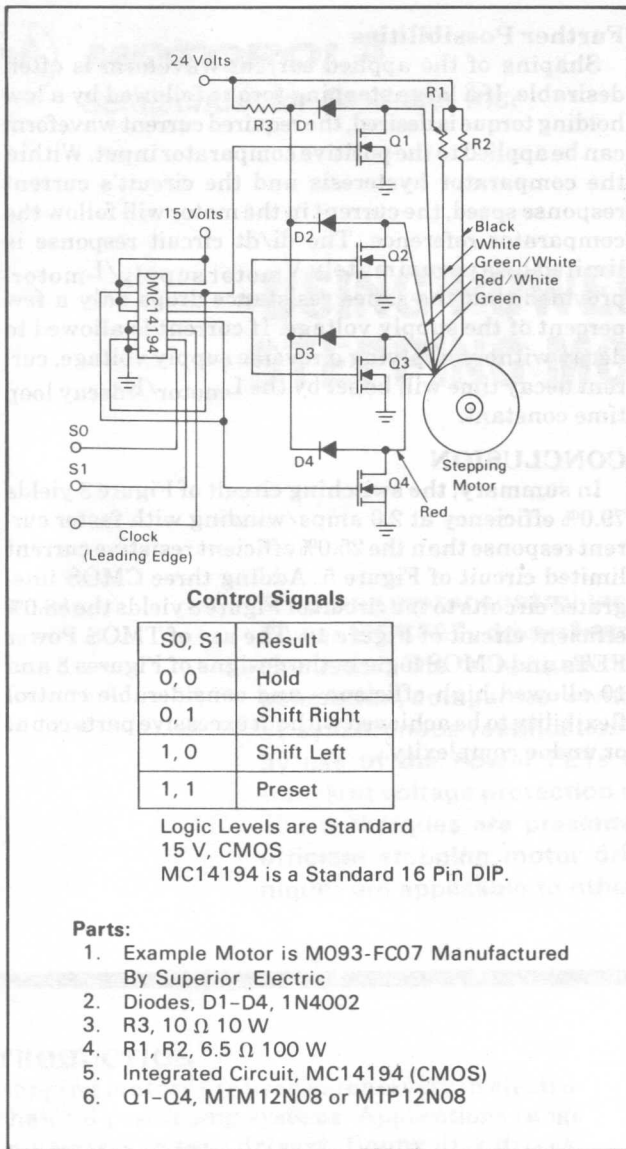 24 Volts
R1
R3
D1
Q1
R2
15 Volts
D2
Q2
Black
White
Green/White
Red/White
Green
MC14194
D3
Q3
S0
S1
D4
Q4
Stepping
Motor
Red
Clock
(Leading Edge)
Control Signals
S0, S1 Result
0, 0 Hold
0, 1 Shift Right
1, 0 Shift Left
1, 1 Preset
Logic Levels are Standard
15 V, CMOS
MC14194 is a Standard 16 Pin DIP.
Parts:
1. Example Motor is M093-FC07 Manufactured
By Superior Electric
2. Diodes, D1–D4, 1N4002
3. R3, 10 Ω 10 W
4. R1, R2, 6.5 Ω 100 W
5. Integrated Circuit, MC14194 (CMOS)
6. Q1–Q4, MTM12N08 or MTP12N08